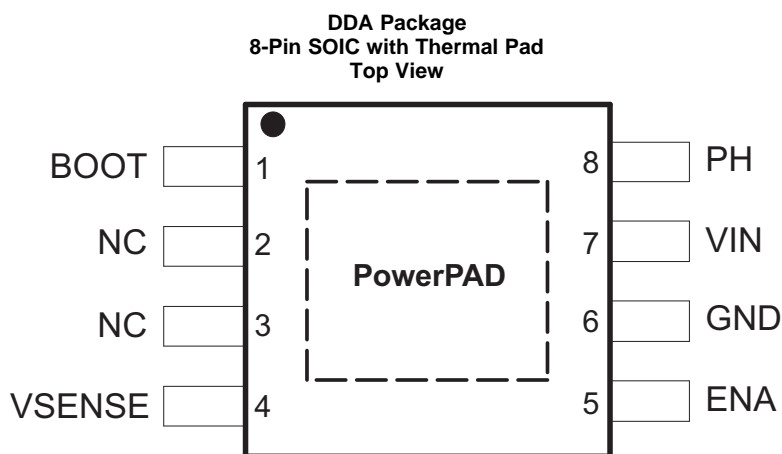 DDA Package
8-Pin SOIC with Thermal Pad
Top View
BOOT 1 8 PH
NC 2 7 VIN
PowerPAD
NC 3 6 GND
VSENSE 4 5 ENA